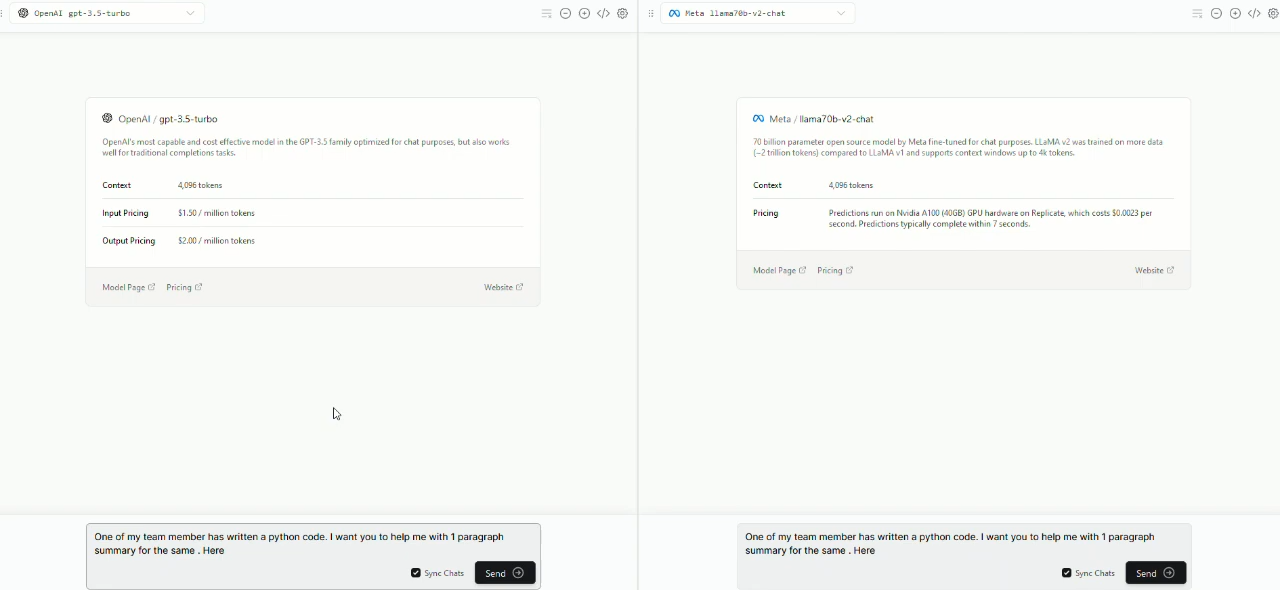 OpenAI gpt-3.5-turbo
OpenAI / gpt-3.5-turbo
OpenAI's most capable and cost effective model in the GPT-3.5 family optimized for chat purposes, but also works
well for traditional completions tasks.
Context 4,096 tokens
Input Pricing $1.50 / million tokens
Output Pricing $2.00 / million tokens
Model Page Pricing Website
One of my team member has written a python code. I want you to help me with 1 paragraph
summary for the same . Here
Sync Chats Send
Meta llama70b-v2-chat
Meta / llama70b-v2-chat
70 billion parameter open source model by Meta fine-tuned for chat purposes. LLaMA v2 was trained on more data
(~2 trillion tokens) compared to LLaMA v1 and supports context windows up to 4k tokens.
Context 4,096 tokens
Pricing Predictions run on Nvidia A100 (40GB) GPU hardware on Replicate, which costs $0.0023 per
second. Predictions typically complete within 7 seconds.
Model Page Pricing Website
One of my team member has written a python code. I want you to help me with 1 paragraph
summary for the same . Here
Sync Chats Send